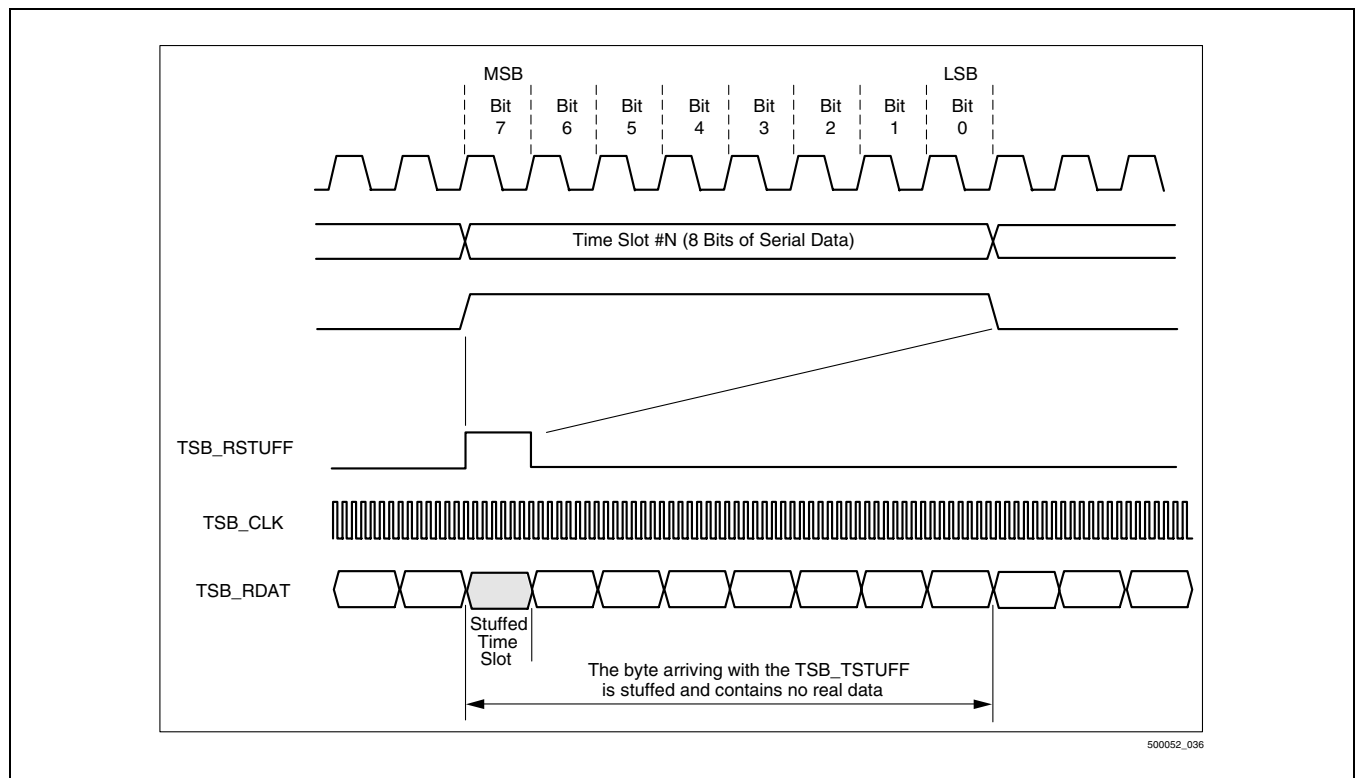 MSB LSB
Bit Bit Bit Bit Bit Bit Bit Bit
7 6 5 4 3 2 1 0
Time Slot #N (8 Bits of Serial Data)
TSB_RSTUFF
TSB_CLK
TSB_RDAT
Stuffed
Time
Slot
The byte arriving with the TSB_TSTUFF
is stuffed and contains no real data
500052_036